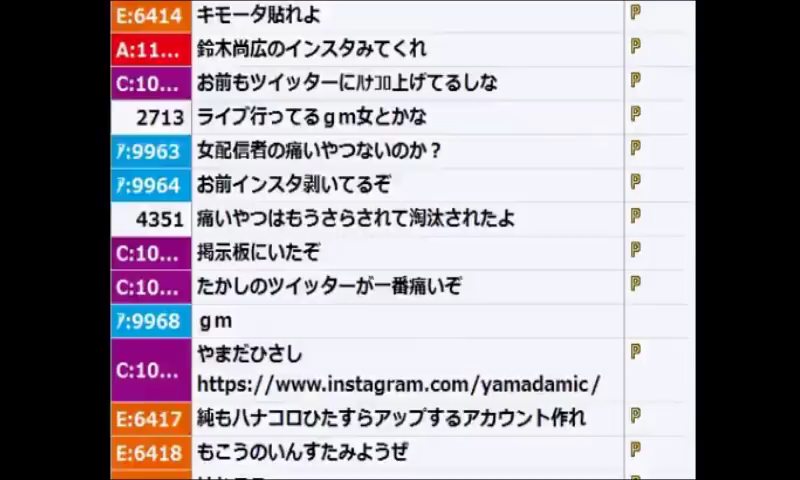 E:6414 キモータ貼れよ P
A:11... 鈴木尚広のインスタみてくれ P
C:10... お前もツイッターにﾊﾅｺﾛ上げてるしな P
2713 ライブ行ってるｇｍ女とかな P
ｱ:9963 女配信者の痛いやつないのか？ P
ｱ:9964 お前インスタ剥いてるぞ P
4351 痛いやつはもうさらされて淘汰されたよ P
C:10... 掲示板にいたぞ P
C:10... たかしのツイッターが一番痛いぞ P
ｱ:9968 ｇｍ
C:10... やまだひさし P
https://www.instagram.com/yamadamic/
E:6417 純もハナコロひたすらアップするアカウント作れ P
E:6418 もこうのいんすたみようぜ P